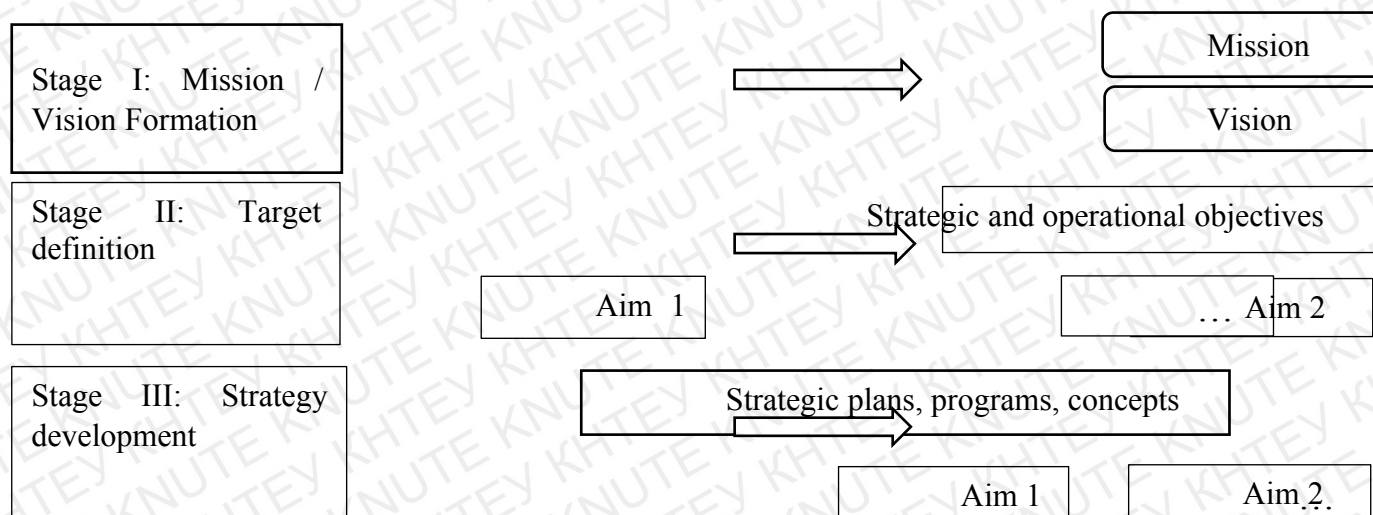 Mission
Stage I: Mission /
Vision Formation
Vision
Stage II: Target
definition
Strategic and operational objectives
Aim 1
… Aim 2
Stage III: Strategy
development
Strategic plans, programs, concepts
Aim 1
Aim 2
…